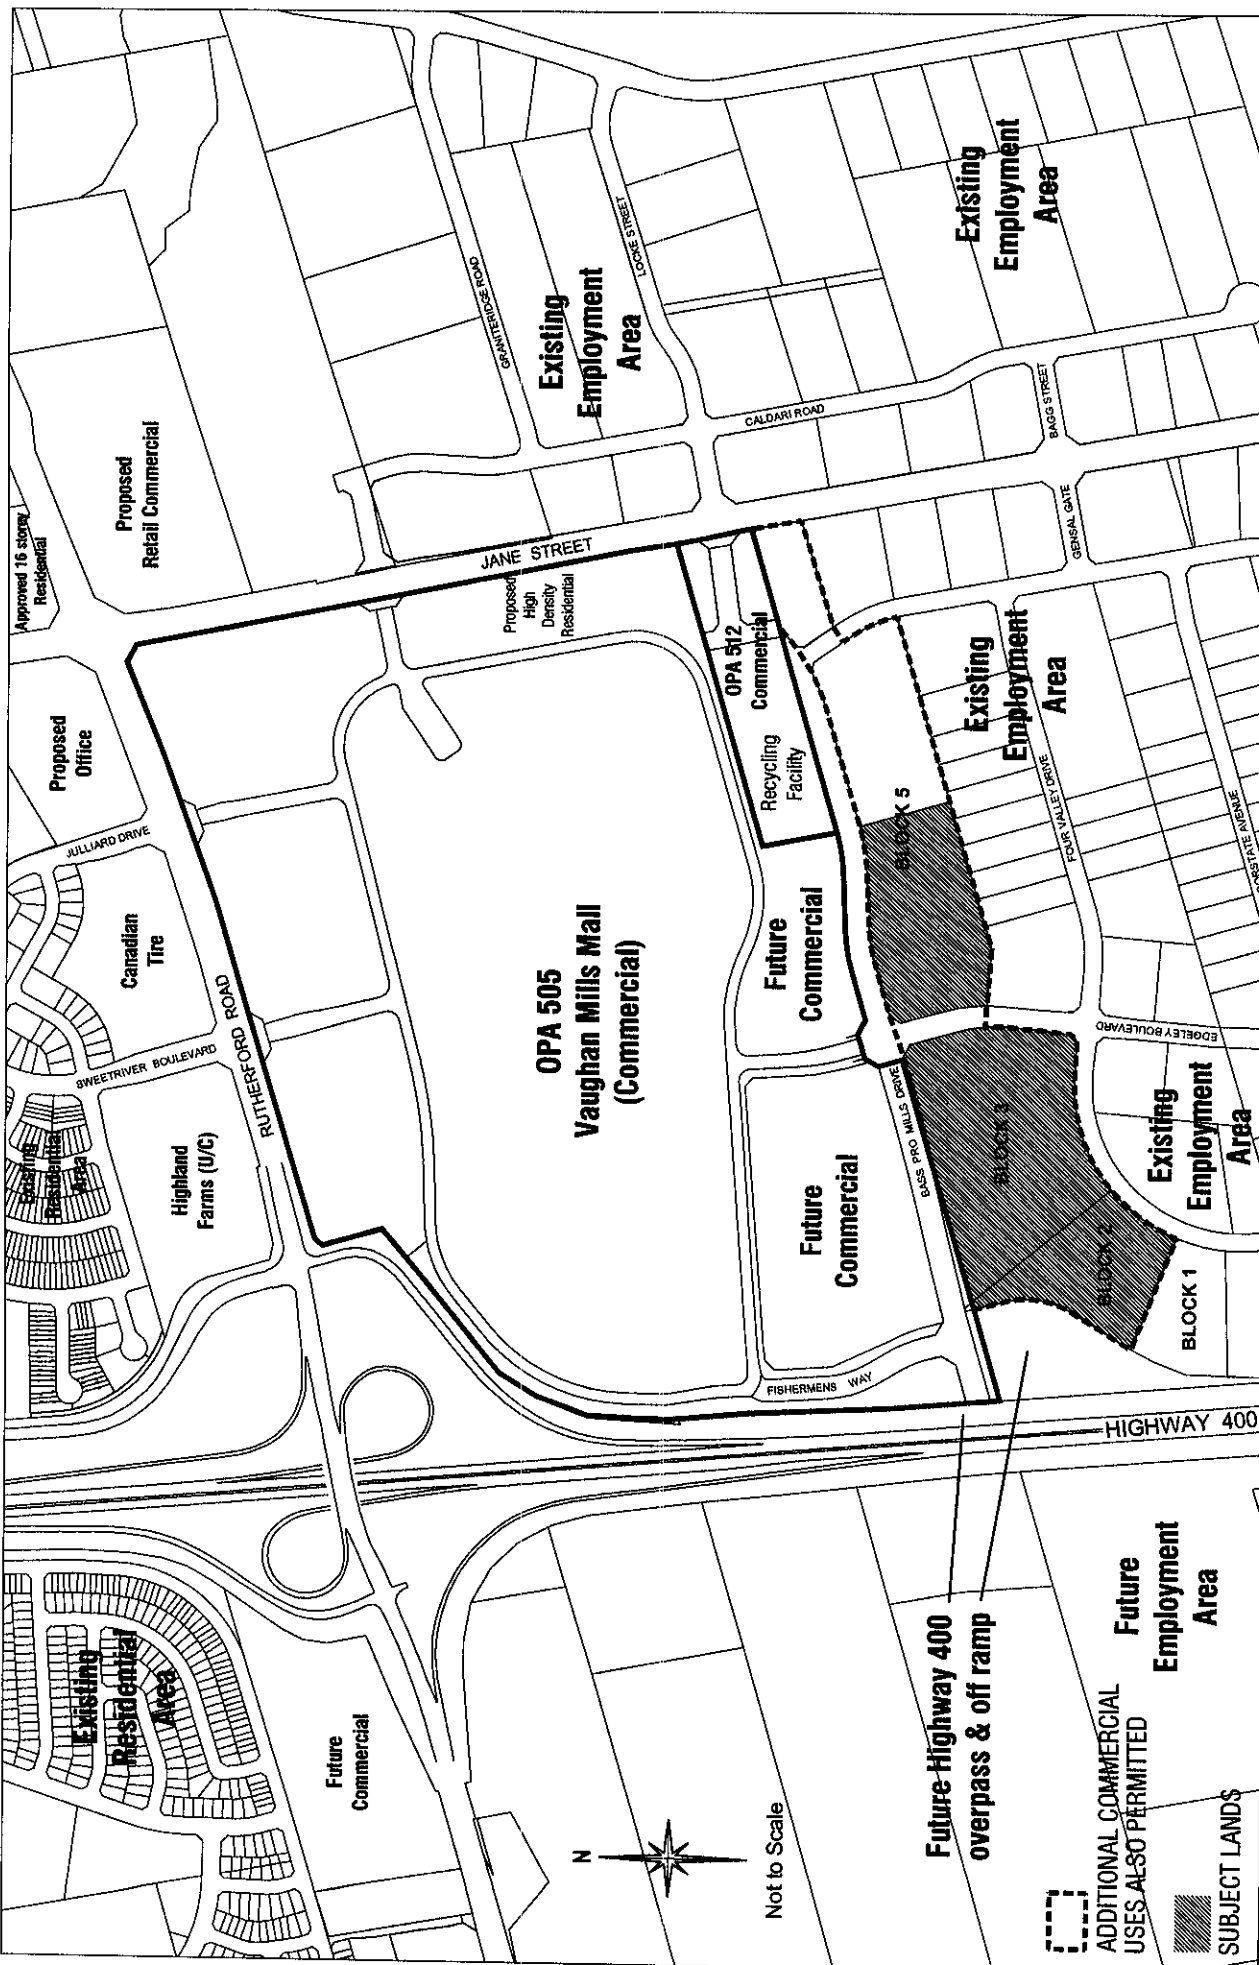 Approved 16 storey
Residential
Proposed
Retail Commercial
Proposed
Office
JULLIARD DRIVE
Canadian
Tire
SWEETRIVER BOULEVARD
RUTHERFORD ROAD
Existing
Residential
Area
Highland
Farms (U/C)
Existing
Residential
Area
Future
Commercial
GRANITERIDGE ROAD
LOCKE STREET
Existing
Employment
Area
Existing
Employment
Area
CALDARI ROAD
BAGG STREET
GENSAL GATE
JANE STREET
Proposed
High
Density
Residential
OPA 512
Commercial
Recycling
Facility
OPA 505
Vaughan Mills Mall
(Commercial)
Future
Commercial
Future
Commercial
BASS PRO MILLS DRIVE
FISHERMENS WAY
BLOCK 5
BLOCK 3
BLOCK 2
BLOCK 1
Existing
Employment
Area
FOUR VALLEY DRIVE
EDGELEY BOULEVARD
Existing
Employment
Area
HIGHWAY 400
Future Highway 400
overpass & off ramp
Future
Employment
Area
N
Not to Scale
ADDITIONAL COMMERCIAL
USES ALSO PERMITTED
SUBJECT LANDS